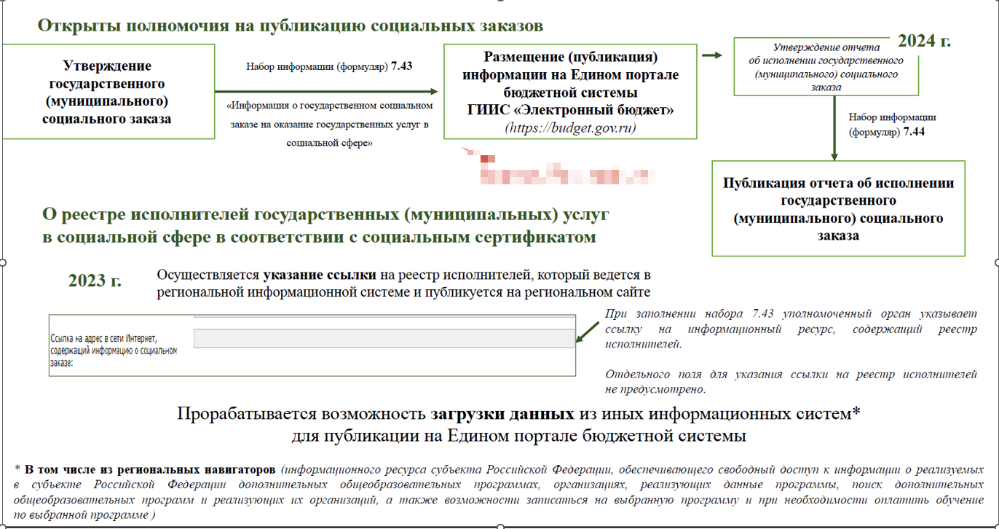 Открыты полномочия на публикацию социальных заказов
Утверждение
государственного
(муниципального)
социального заказа
Набор информации (формуляр) 7.43
«Информация о государственном социальном
заказе на оказание государственных услуг в
социальной сфере»
Размещение (публикация)
информации на Едином портале
бюджетной системы
ГИИС «Электронный бюджет»
(https://budget.gov.ru)
2024 г.
Утверждение отчета
об исполнении государственного
(муниципального) социального
заказа
Набор информации
(формуляр) 7.44
Публикация отчета об исполнении
государственного
(муниципального) социального
заказа
О реестре исполнителей государственных (муниципальных) услуг
в социальной сфере в соответствии с социальным сертификатом
2023 г.
Осуществляется указание ссылки на реестр исполнителей, который ведется в
региональной информационной системе и публикуется на региональном сайте
Ссылка на адрес в сети Интернет,
содержащий информацию о социальном
заказе:
При заполнении набора 7.43 уполномоченный орган указывает
ссылку на информационный ресурс, содержащий реестр
исполнителей.
Отдельного поля для указания ссылки на реестр исполнителей
не предусмотрено.
Прорабатывается возможность загрузки данных из иных информационных систем*
для публикации на Едином портале бюджетной системы
* В том числе из региональных навигаторов (информационного ресурса субъекта Российской Федерации, обеспечивающего свободный доступ к информации о реализуемых
в субъекте Российской Федерации дополнительных общеобразовательных программах, организациях, реализующих данные программы, поиск дополнительных
общеобразовательных программ и реализующих их организаций, а также возможности записаться на выбранную программу и при необходимости оплатить обучение
по выбранной программе )